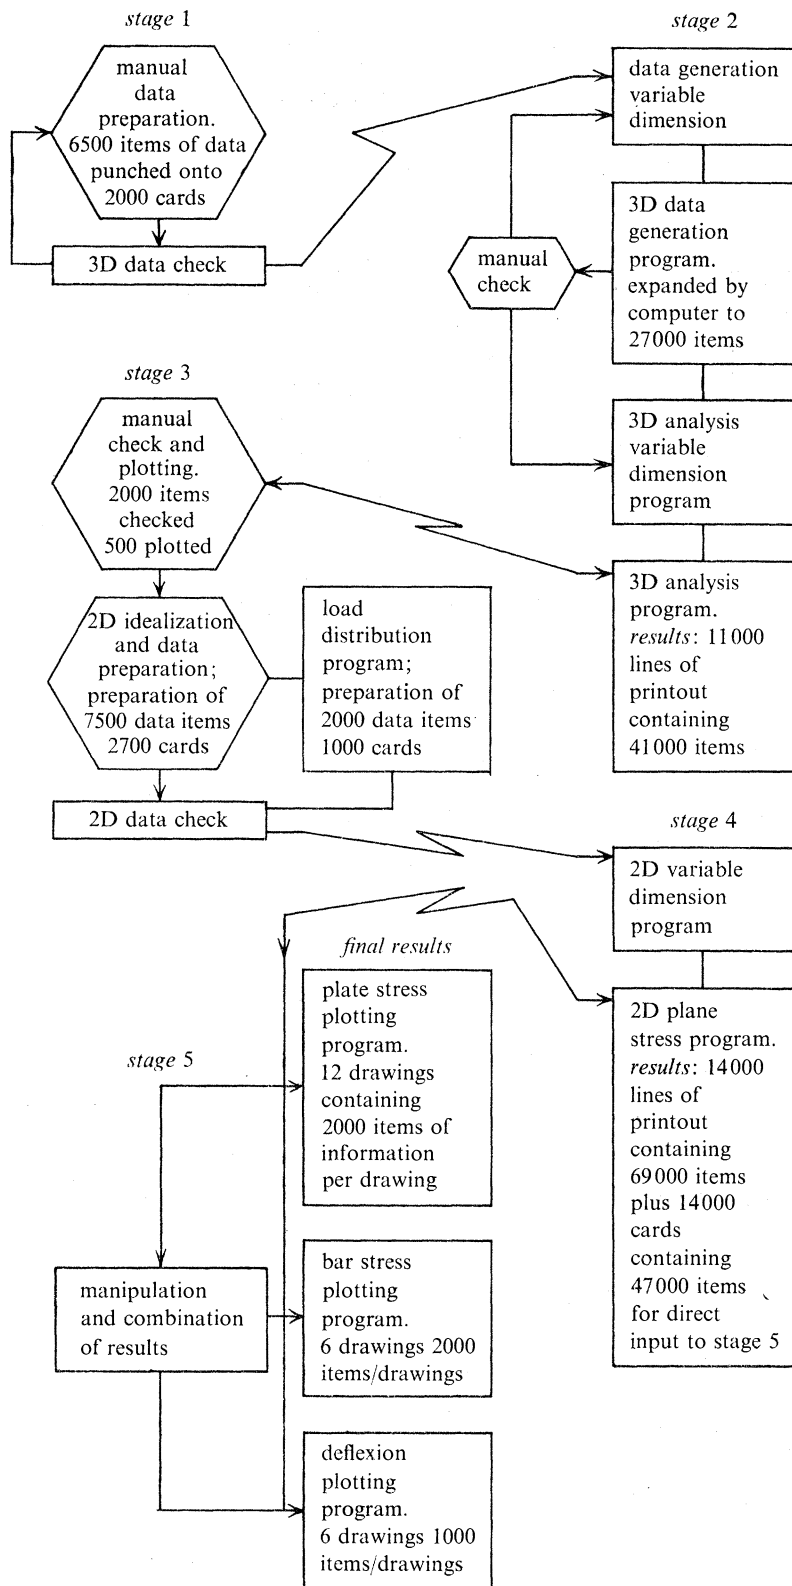 stage 1
manual
data
preparation.
6500 items of data
punched onto
2000 cards
3D data check
stage 2
data generation
variable
dimension
3D data
generation
program.
expanded by
computer to
27000 items
manual
check
3D analysis
variable
dimension
program
3D analysis
program.
results: 11000
lines of
printout
containing
41000 items
stage 3
manual
check and
plotting.
2000 items
checked
500 plotted
2D idealization
and data
preparation;
preparation of
7500 data items
2700 cards
load
distribution
program;
preparation of
2000 data items
1000 cards
2D data check
stage 4
2D variable
dimension
program
2D plane
stress program.
results: 14000
lines of
printout
containing
69000 items
plus 14000
cards
containing
47000 items
for direct
input to stage 5
stage 5
manipulation
and combination
of results
final results
plate stress
plotting
program.
12 drawings
containing
2000 items of
information
per drawing
bar stress
plotting
program.
6 drawings 2000
items/drawings
deflexion
plotting
program.
6 drawings 1000
items/drawings